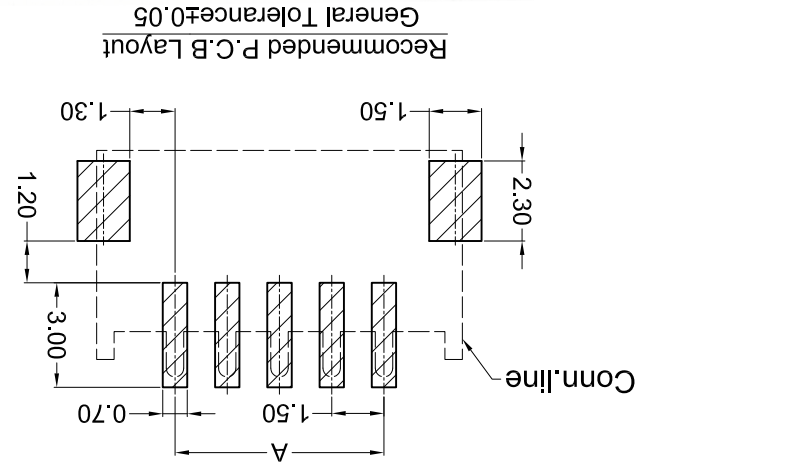 A
1.50
0.70
Conn.line
3.00
2.30
1.20
1.50
1.30
Recommended P.C.B Layout
General Tolerance±0.05